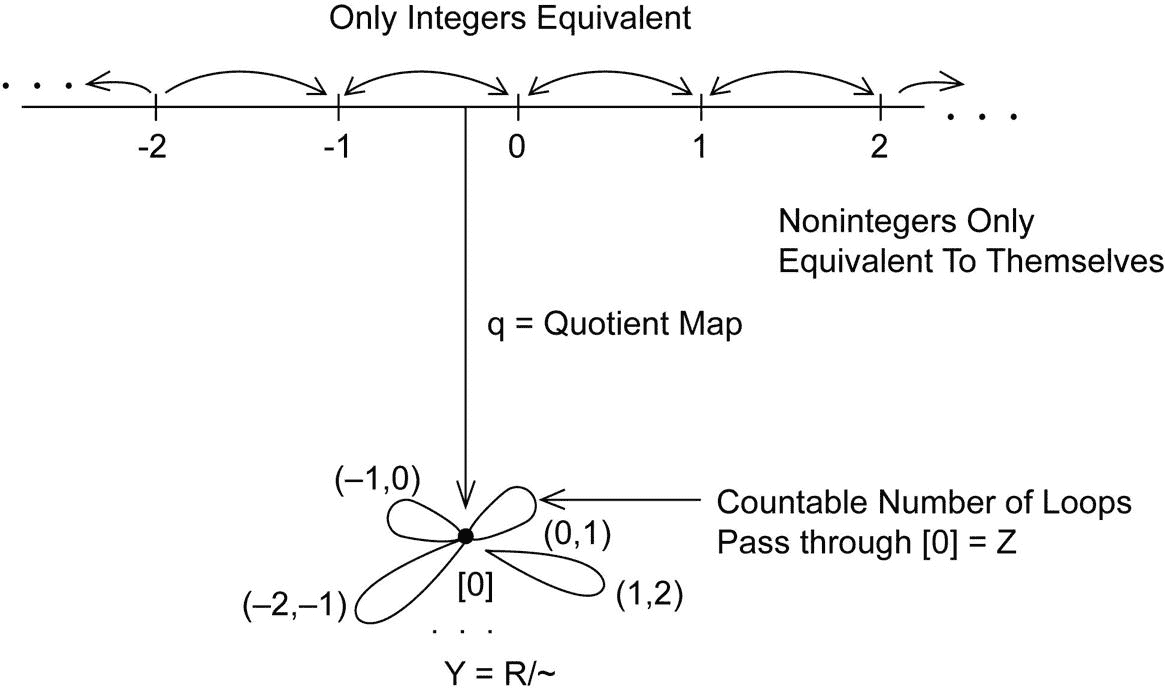 Only Integers Equivalent
. . .
-2 -1 0 1 2 . . .
Nonintegers Only
Equivalent To Themselves
q = Quotient Map
(–1,0)
Countable Number of Loops
(0,1) Pass through [0] = Z
[0]
(–2,–1) (1,2)
. . .
Y = R/~